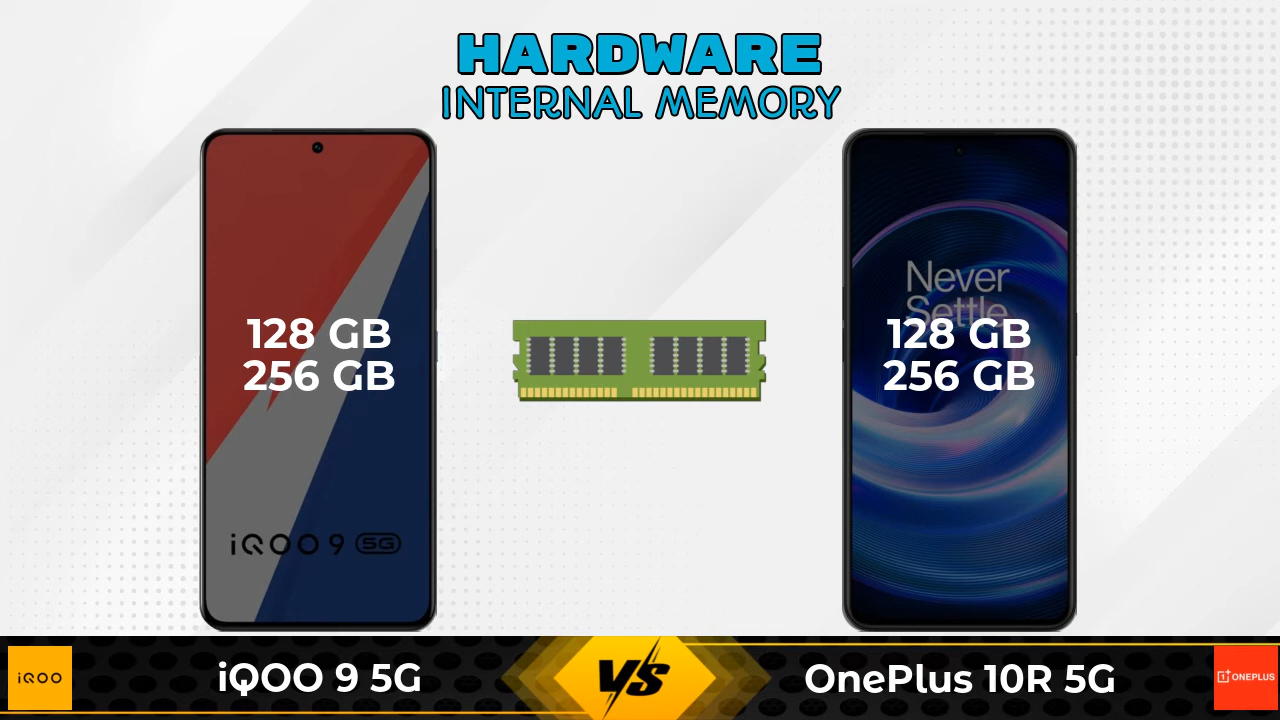 HARDWARE
INTERNAL MEMORY
128 GB
256 GB
iQOO 9 5G
Never
Settle
128 GB
256 GB
iQOO
iQOO 9 5G
VS
OnePlus 10R 5G
1+ ONEPLUS